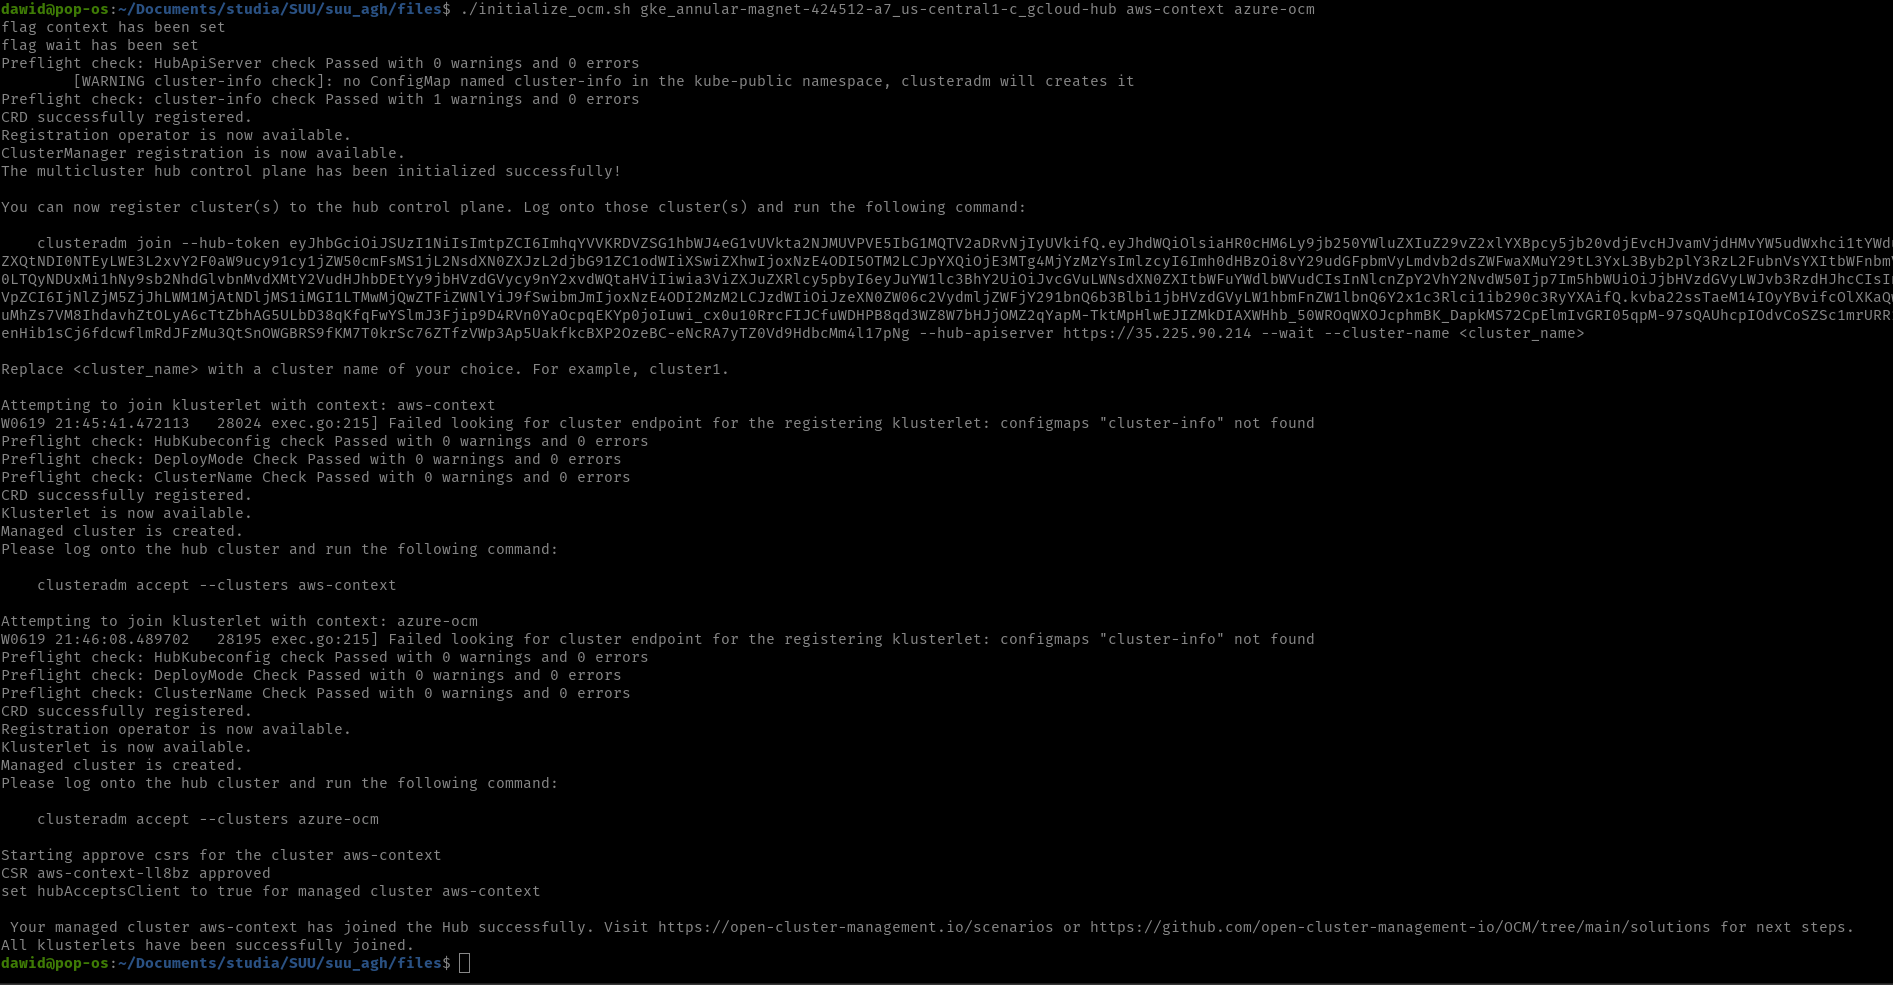 dawid@pop-os:~/Documents/studia/SUU/suu_agh/files$ ./initialize_ocm.sh gke_annular-magnet-424512-a7_us-central1-c_gcloud-hub aws-context azure-ocm
flag context has been set
flag wait has been set
Preflight check: HubApiServer check Passed with 0 warnings and 0 errors
[WARNING cluster-info check]: no ConfigMap named cluster-info in the kube-public namespace, clusteradm will creates it
Preflight check: cluster-info check Passed with 1 warnings and 0 errors
CRD successfully registered.
Registration operator is now available.
ClusterManager registration is now available.
The multicluster hub control plane has been initialized successfully!
You can now register cluster(s) to the hub control plane. Log onto those cluster(s) and run the following command:
clusteradm join --hub-token
--hub-apiserver https://35.225.90.214 --wait --cluster-name <cluster_name>
Replace <cluster_name> with a cluster name of your choice. For example, cluster1.
Attempting to join klusterlet with context: aws-context
W0619 21:45:41.472113 28024 exec.go:215] Failed looking for cluster endpoint for the registering klusterlet: configmaps "cluster-info" not found
Preflight check: HubKubeconfig check Passed with 0 warnings and 0 errors
Preflight check: DeployMode Check Passed with 0 warnings and 0 errors
Preflight check: ClusterName Check Passed with 0 warnings and 0 errors
CRD successfully registered.
Klusterlet is now available.
Managed cluster is created.
Please log onto the hub cluster and run the following command:
clusteradm accept --clusters aws-context
Attempting to join klusterlet with context: azure-ocm
W0619 21:46:08.489702 28195 exec.go:215] Failed looking for cluster endpoint for the registering klusterlet: configmaps "cluster-info" not found
Preflight check: HubKubeconfig check Passed with 0 warnings and 0 errors
Preflight check: DeployMode Check Passed with 0 warnings and 0 errors
Preflight check: ClusterName Check Passed with 0 warnings and 0 errors
CRD successfully registered.
Registration operator is now available.
Klusterlet is now available.
Managed cluster is created.
Please log onto the hub cluster and run the following command:
clusteradm accept --clusters azure-ocm
Starting approve csrs for the cluster aws-context
CSR aws-context-ll8bz approved
set hubAcceptsClient to true for managed cluster aws-context
Your managed cluster aws-context has joined the Hub successfully. Visit https://open-cluster-management.io/scenarios or https://github.com/open-cluster-management-io/OCM/tree/main/solutions for next steps.
All klusterlets have been successfully joined.
dawid@pop-os:~/Documents/studia/SUU/suu_agh/files$